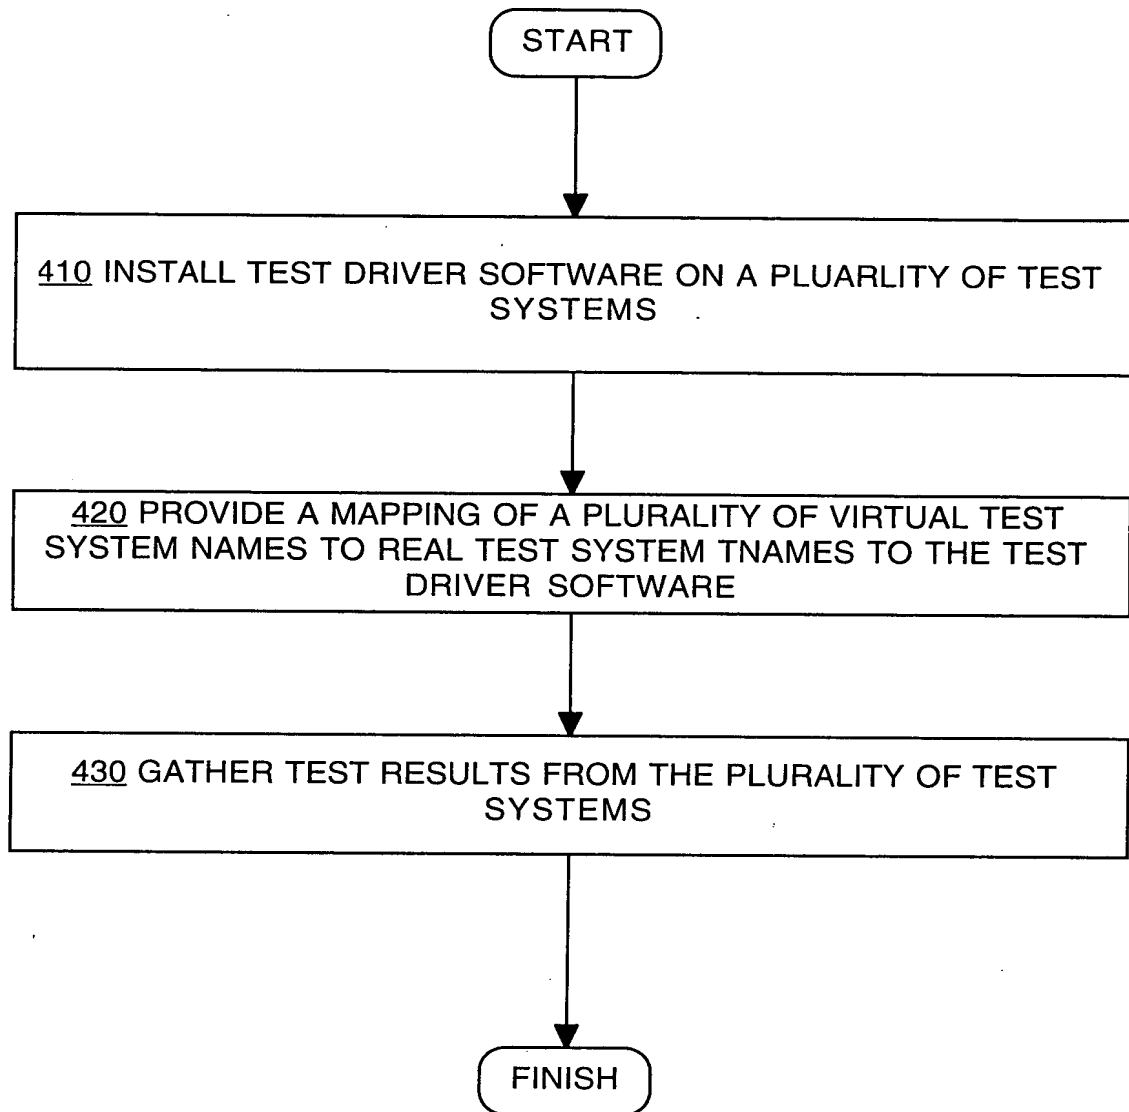 START
410 INSTALL TEST DRIVER SOFTWARE ON A PLUARLITY OF TEST
SYSTEMS
420 PROVIDE A MAPPING OF A PLURALITY OF VIRTUAL TEST
SYSTEM NAMES TO REAL TEST SYSTEM TNAMES TO THE TEST
DRIVER SOFTWARE
430 GATHER TEST RESULTS FROM THE PLURALITY OF TEST
SYSTEMS
FINISH